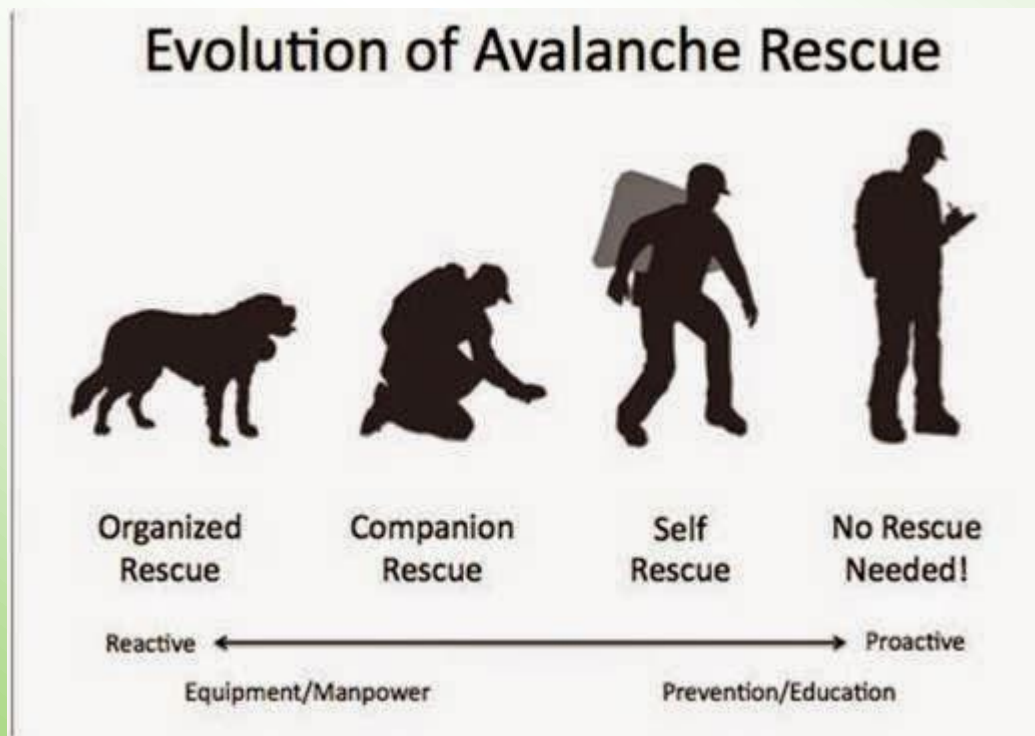 Evolution of Avalanche Rescue
Organized
Rescue
Companion
Rescue
Self
Rescue
No Rescue
Needed!
Reactive
Proactive
Equipment/Manpower
Prevention/Education